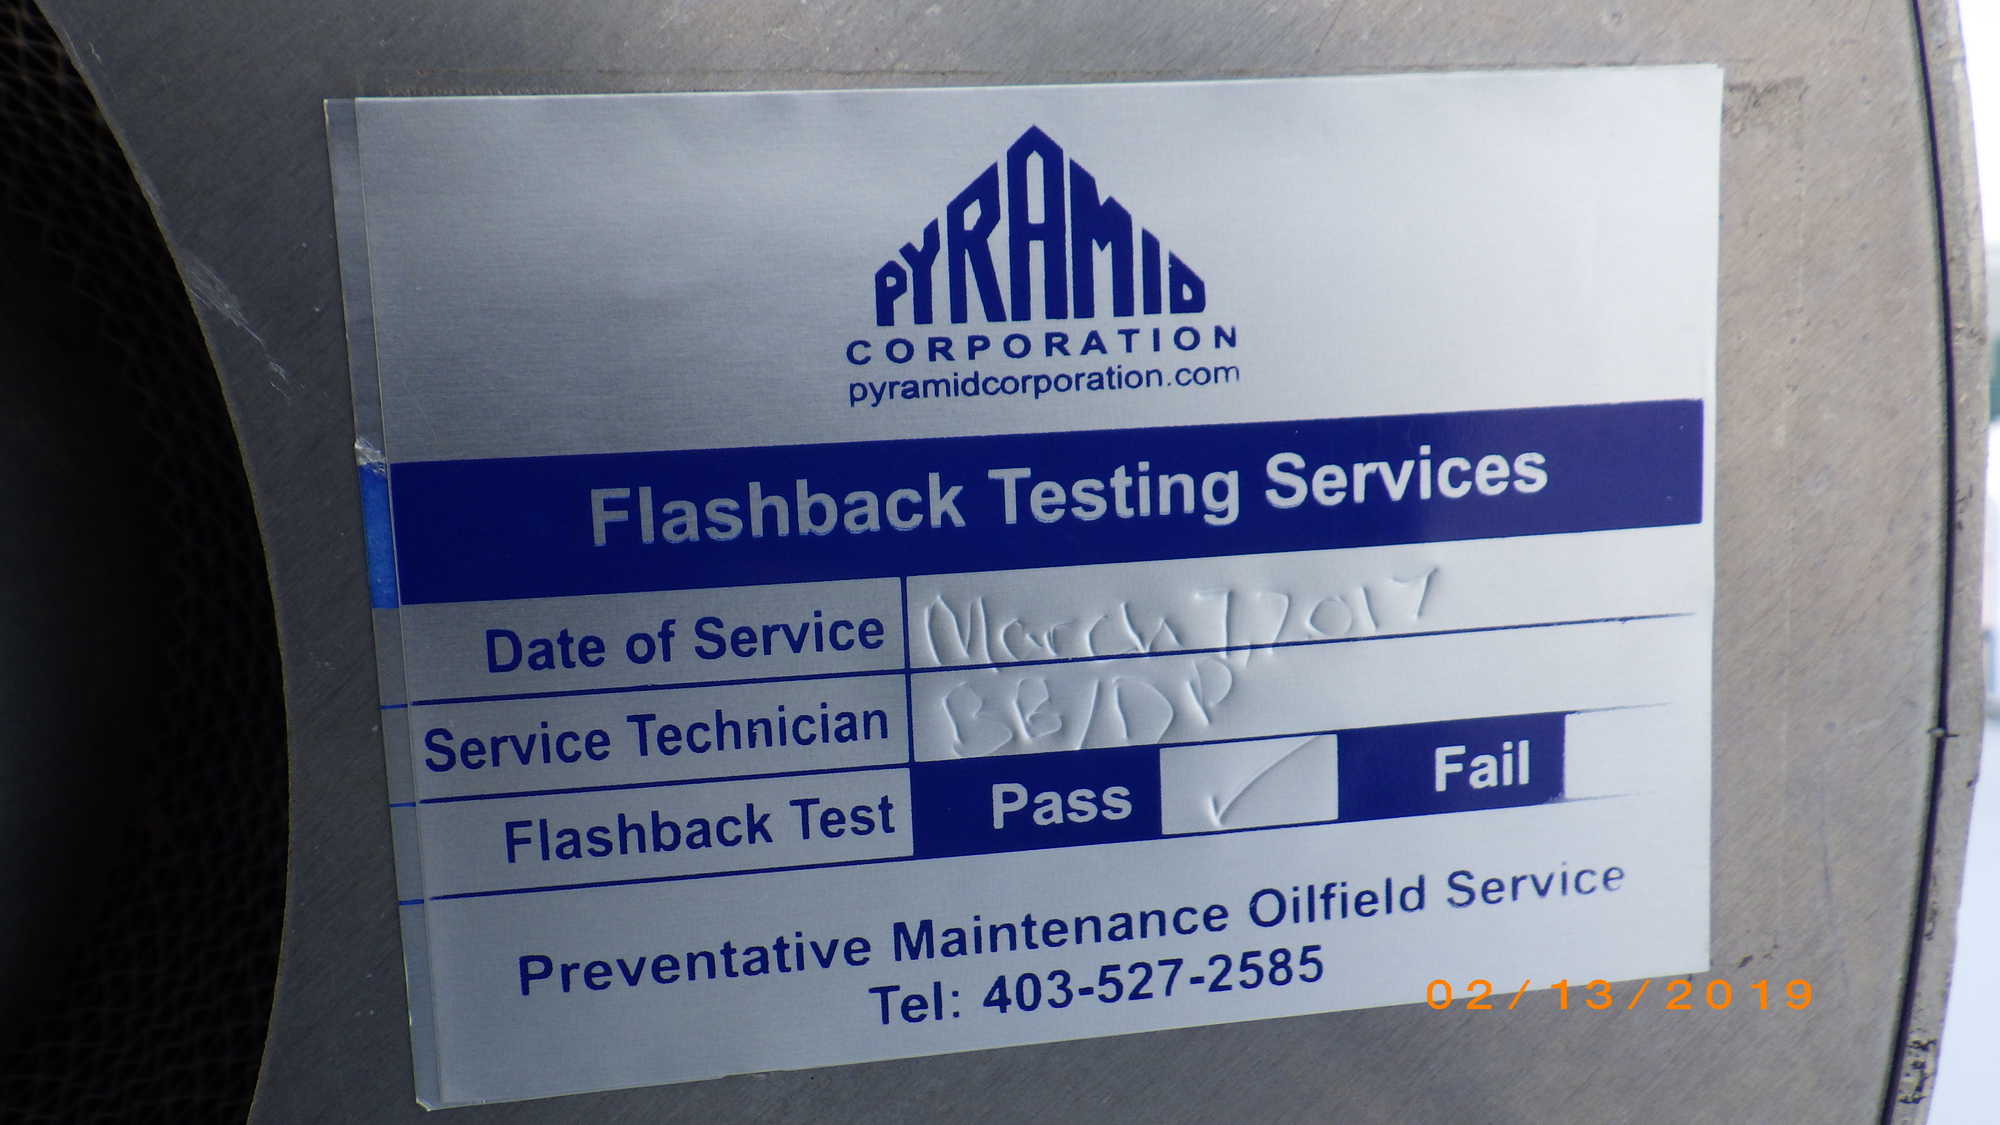 PYRAMID
CORPORATION
pyramidcorporation.com
Flashback Testing Services
Date of Service March 7, 2017
Service Technician BB/DP
Flashback Test Pass ✓ Fail
Preventative Maintenance Oilfield Service
Tel: 403-527-2585
02/13/2019